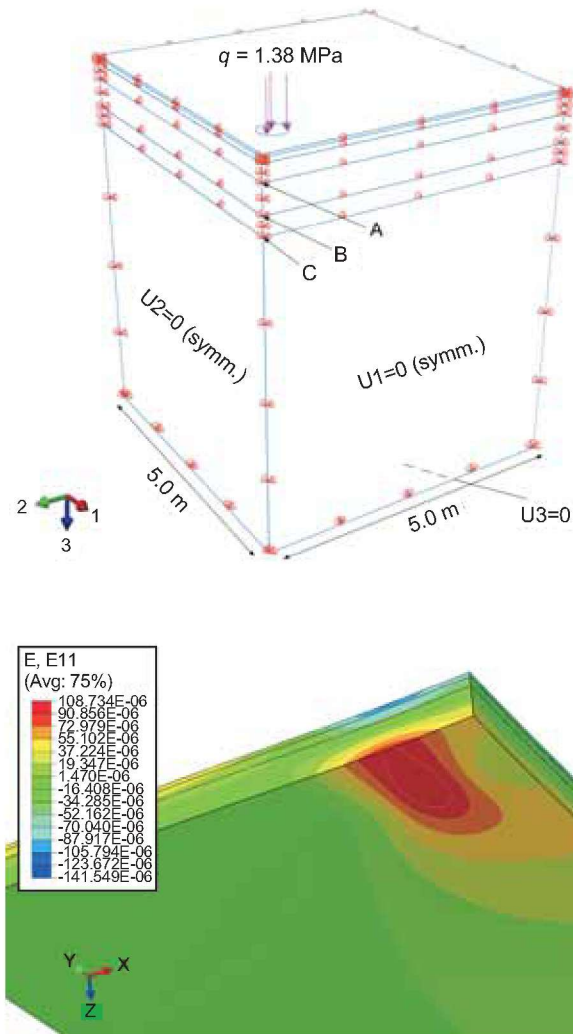 q = 1.38 MPa
A
B
C
U2=0 (symm.)
U1=0 (symm.)
5.0 m
5.0 m
U3=0
2
1
3
E, E11
(Avg: 75%)
108.734E-06
90.856E-06
72.979E-06
55.102E-06
37.224E-06
19.347E-06
1.470E-06
-16.408E-06
-34.285E-06
-52.162E-06
-70.040E-06
-87.917E-06
-105.794E-06
-123.672E-06
-141.549E-06
Y
X
Z